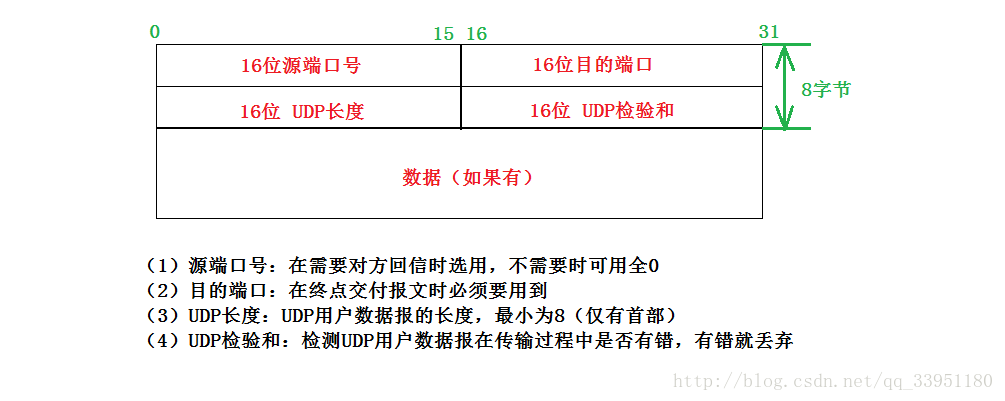 0 15 16 31
16位源端口号 16位目的端口
8字节
16位 UDP长度 16位 UDP检验和
数据（如果有）
（1）源端口号：在需要对方回信时选用，不需要时可用全0
（2）目的端口：在终点交付报文时必须要用到
（3）UDP长度：UDP用户数据报的长度，最小为8（仅有首部）
（4）UDP检验和：检测UDP用户数据报在传输过程中是否有错，有错就丢弃
http://blog.csdn.net/qq_33951180